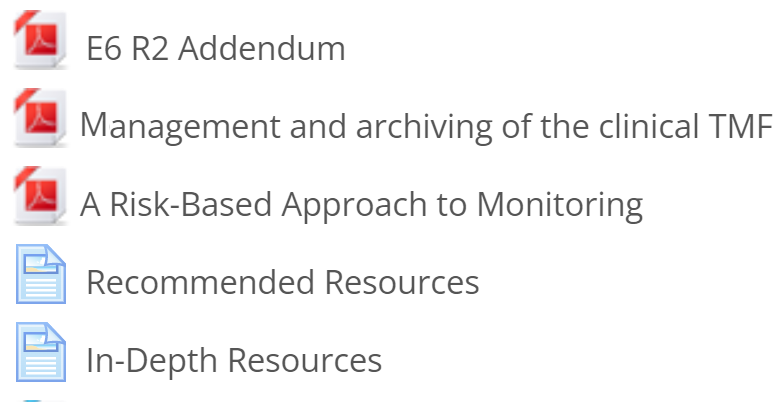 E6 R2 Addendum
Management and archiving of the clinical TMF
A Risk-Based Approach to Monitoring
Recommended Resources
In-Depth Resources